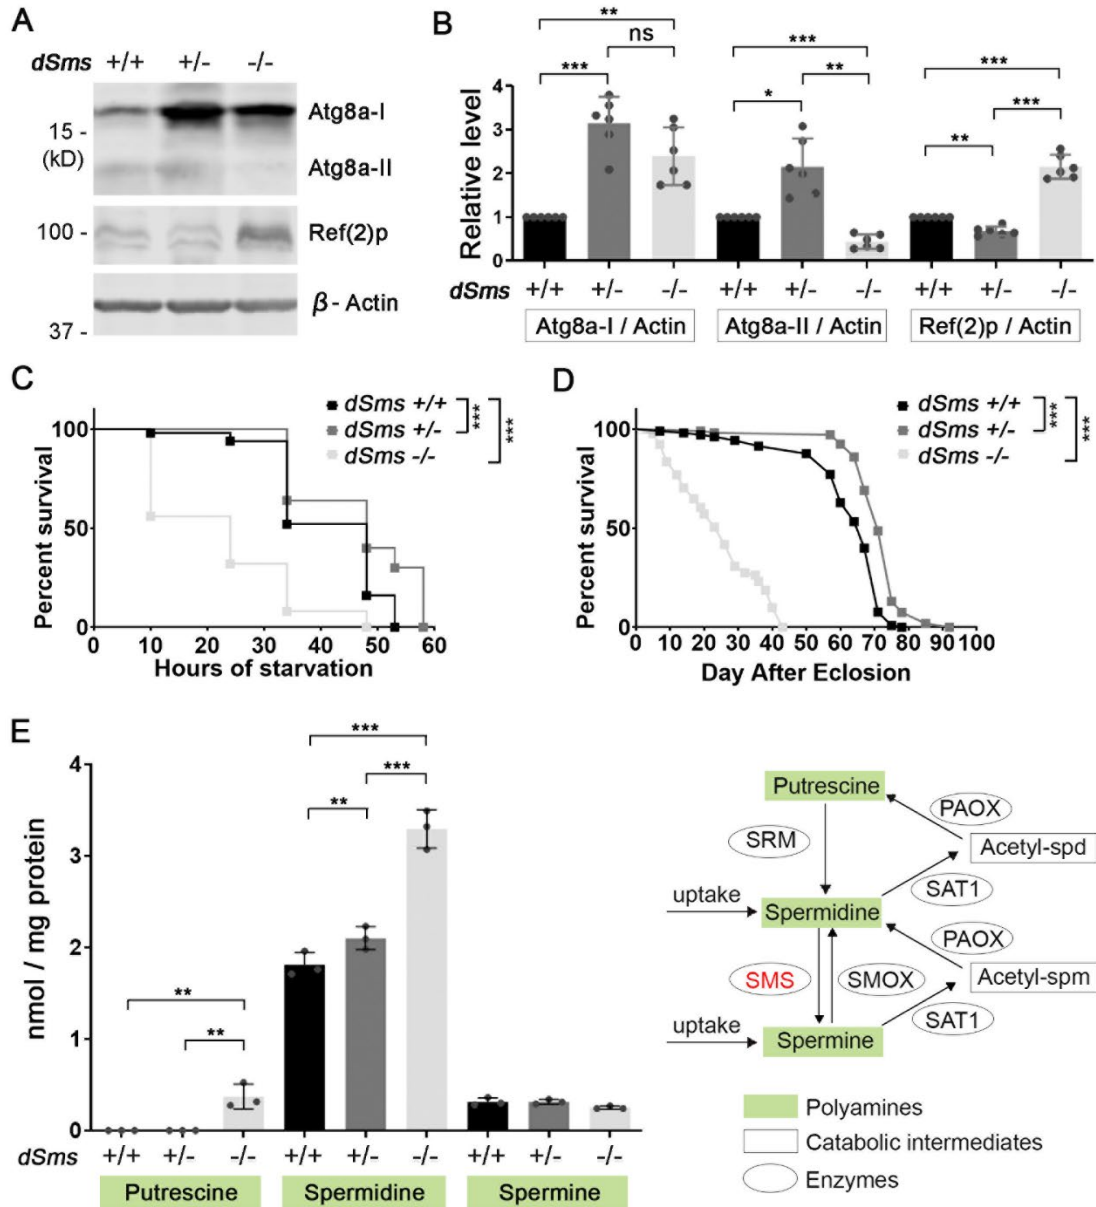 A
dSms +/+ +/- -/-
Atg8a-I
15 -
(kD)
Atg8a-II
100 -
Ref(2)p
β- Actin
37 -
B
Relative level
4
3
2
1
0
** ns *** *** ** * *** *** **
dSms +/+ +/- -/- +/+ +/- -/- +/+ +/- -/-
Atg8a-I / Actin Atg8a-II / Actin Ref(2)p / Actin
C
dSms +/+
dSms +/-
dSms -/-
*** ***
Percent survival
100
50
0
0 10 20 30 40 50 60
Hours of starvation
D
dSms +/+
dSms +/-
dSms -/-
*** ***
Percent survival
100
50
0
0 10 20 30 40 50 60 70 80 90 100
Day After Eclosion
E
nmol / mg protein
4
3
2
1
0
** ** *** *** **
dSms +/+ +/- -/- +/+ +/- -/- +/+ +/- -/-
Putrescine Spermidine Spermine
Putrescine
PAOX
SRM
Acetyl-spd
uptake
SAT1
Spermidine
PAOX
SMS SMOX
Acetyl-spm
uptake
SAT1
Spermine
Polyamines
Catabolic intermediates
Enzymes